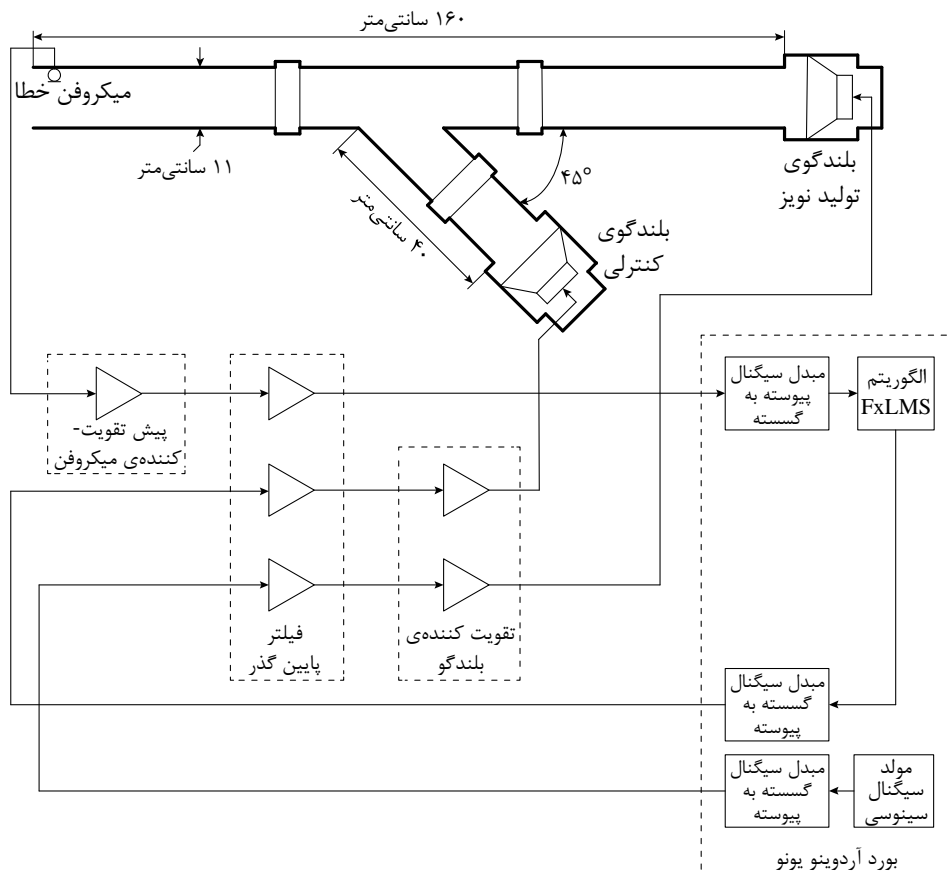 ۱۶۰ سانتی‌متر
میکروفن خطا
۱۱ سانتی‌متر
۴۰ سانتی‌متر
۴۵°
بلندگوی
کنترلی
بلندگوی
تولید نویز
پیش تقویت-
کننده‌ی میکروفن
فیلتر
پایین گذر
تقویت کننده‌ی
بلندگو
مبدل سیگنال
پیوسته به
گسسته
الگوریتم
FxLMS
مبدل سیگنال
گسسته به
پیوسته
مبدل سیگنال
گسسته به
پیوسته
مولد
سیگنال
سینوسی
بورد آردوینو یونو